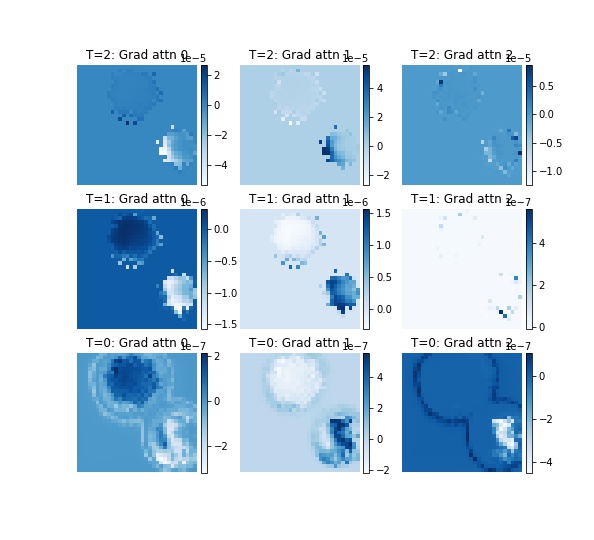 T=2: Grad attn 0
1e−5
2
0
−2
−4
T=2: Grad attn 1
1e−5
4
2
0
−2
T=2: Grad attn 2
1e−5
0.5
0.0
−0.5
−1.0
T=1: Grad attn 0
1e−6
0.0
−0.5
−1.0
−1.5
T=1: Grad attn 1
1e−6
1.5
1.0
0.5
0.0
T=1: Grad attn 2
1e−7
4
2
0
T=0: Grad attn 0
1e−7
2
0
−2
T=0: Grad attn 1
1e−7
4
2
0
−2
T=0: Grad attn 2
1e−7
0
−2
−4